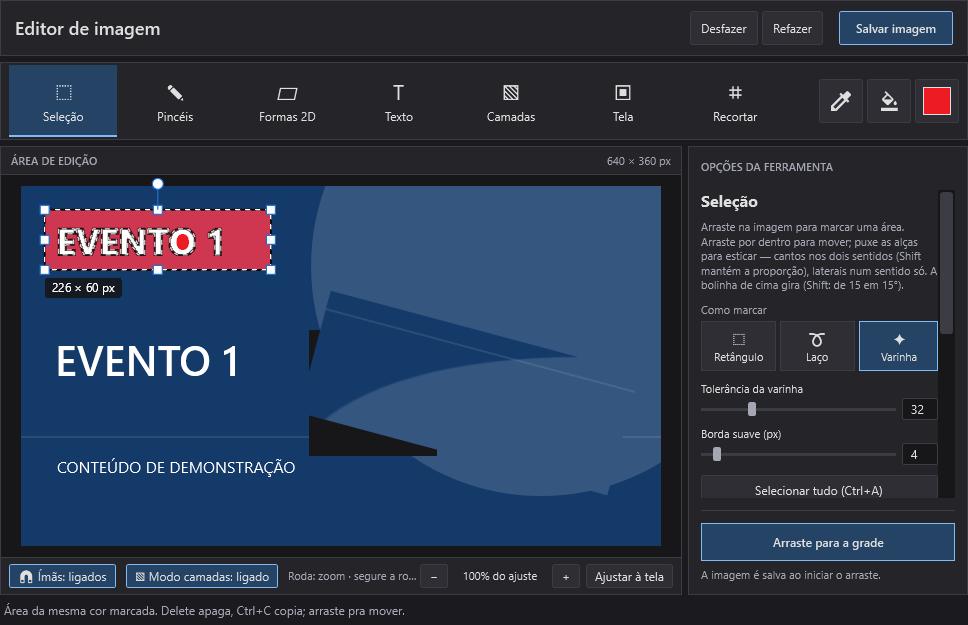 Editor de imagem
Desfazer
Refazer
Salvar imagem
Seleção
Pincéis
Formas 2D
Texto
Camadas
Tela
Recortar
ÁREA DE EDIÇÃO
640 × 360 px
EVENTO 1
226 × 60 px
EVENTO 1
CONTEÚDO DE DEMONSTRAÇÃO
Ímãs: ligados
Modo camadas: ligado
Roda: zoom · segure a ro...
−
100% do ajuste
+
Ajustar à tela
OPÇÕES DA FERRAMENTA
Seleção
Arraste na imagem para marcar uma área.
Arraste por dentro para mover; puxe as alças
para esticar — cantos nos dois sentidos (Shift
mantém a proporção), laterais num sentido só. A
bolinha de cima gira (Shift: de 15 em 15°).
Como marcar
Retângulo
Laço
Varinha
Tolerância da varinha
32
Borda suave (px)
4
Selecionar tudo (Ctrl+A)
Arraste para a grade
A imagem é salva ao iniciar o arraste.
Área da mesma cor marcada. Delete apaga, Ctrl+C copia; arraste pra mover.